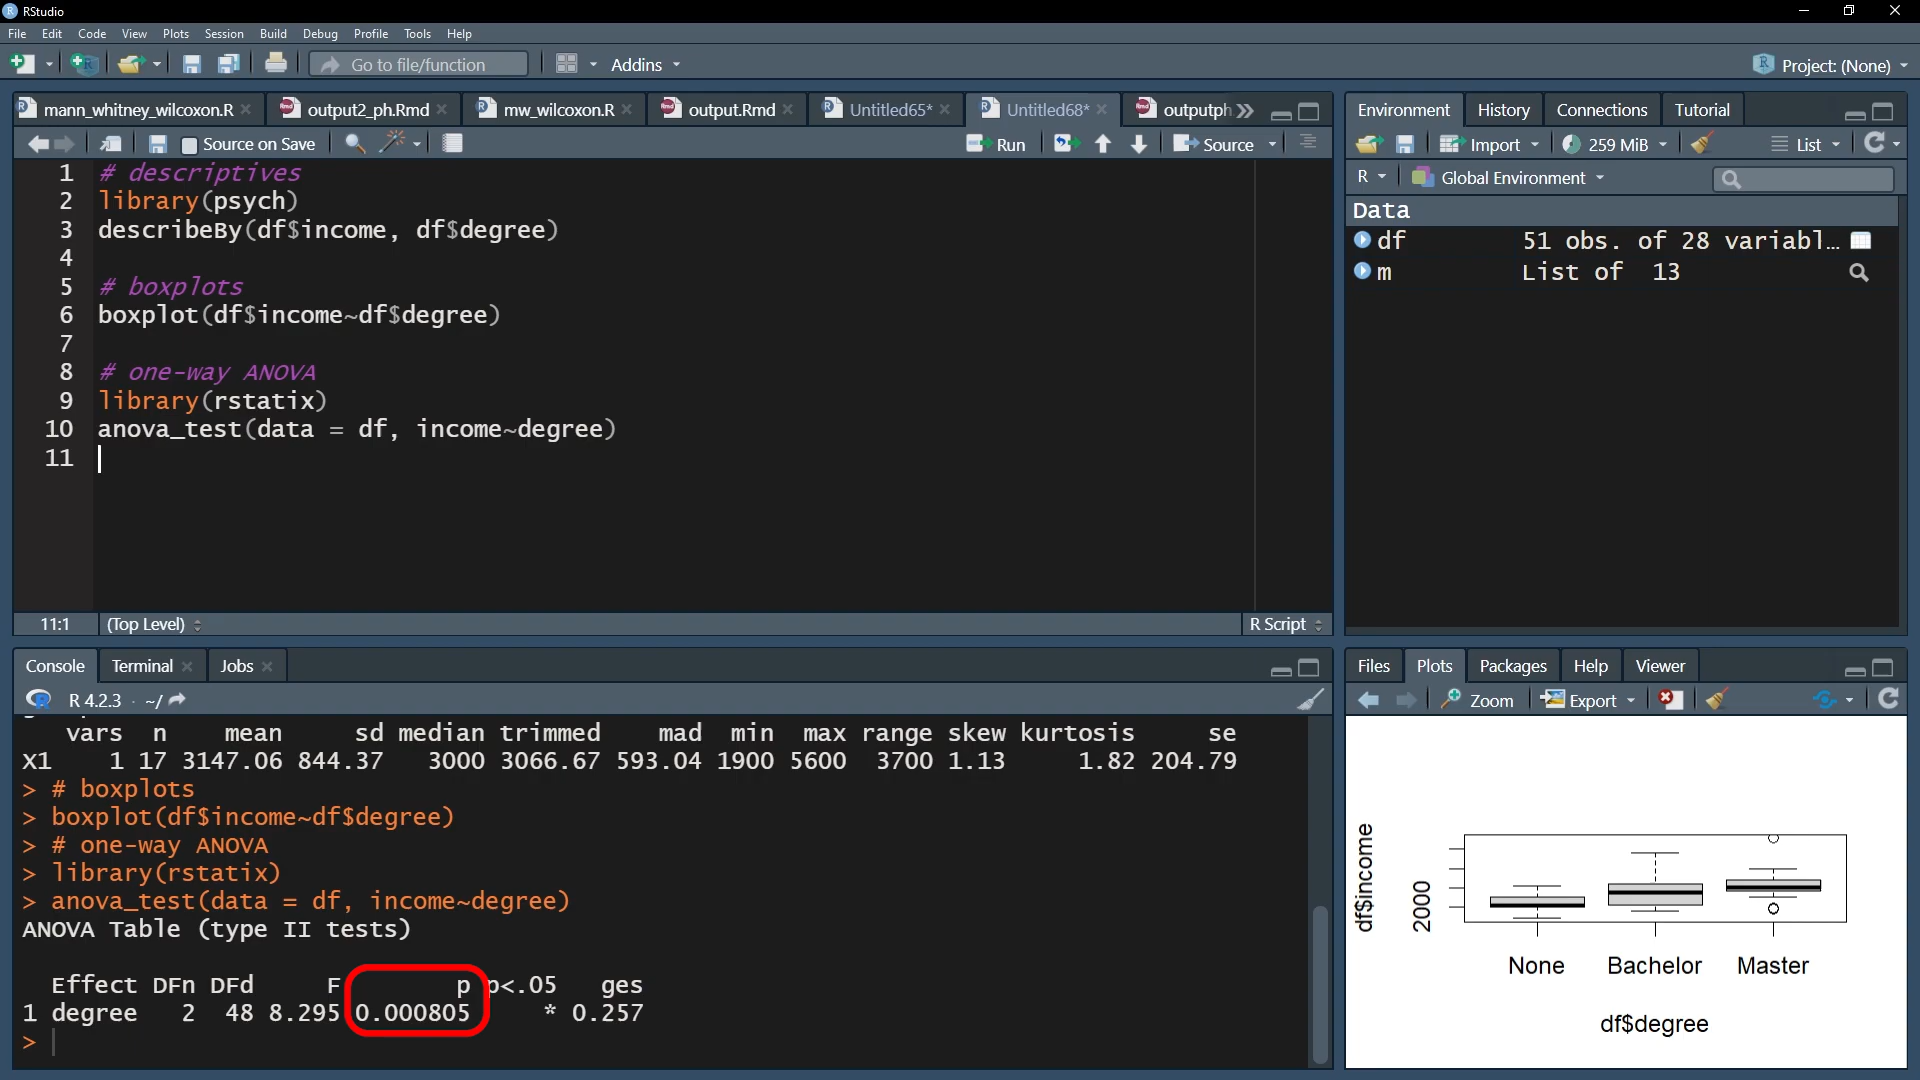 RStudio
File Edit Code View Plots Session Build Debug Profile Tools Help
Go to file/function Addins Project: (None)
mann_whitney_wilcoxon.R output2_ph.Rmd mw_wilcoxon.R output.Rmd Untitled65* Untitled68* outputph
Source on Save Run Source
1 # descriptives
2 library(psych)
3 describeBy(df$income, df$degree)
4
5 # boxplots
6 boxplot(df$income~df$degree)
7
8 # one-way ANOVA
9 library(rstatix)
10 anova_test(data = df, income~degree)
11
11:1 (Top Level) R Script
Console Terminal Jobs
R 4.2.3 · ~/
vars n mean sd median trimmed mad min max range skew kurtosis se
X1 1 17 3147.06 844.37 3000 3066.67 593.04 1900 5600 3700 1.13 1.82 204.79
> # boxplots
> boxplot(df$income~df$degree)
> # one-way ANOVA
> library(rstatix)
> anova_test(data = df, income~degree)
ANOVA Table (type II tests)
Effect DFn DFd F p p<.05 ges
1 degree 2 48 8.295 0.000805 * 0.257
>
Environment History Connections Tutorial
Import 259 MiB List
R Global Environment
Data
df 51 obs. of 28 variabl…
m List of 13
Files Plots Packages Help Viewer
Zoom Export
df$income
2000
None Bachelor Master
df$degree